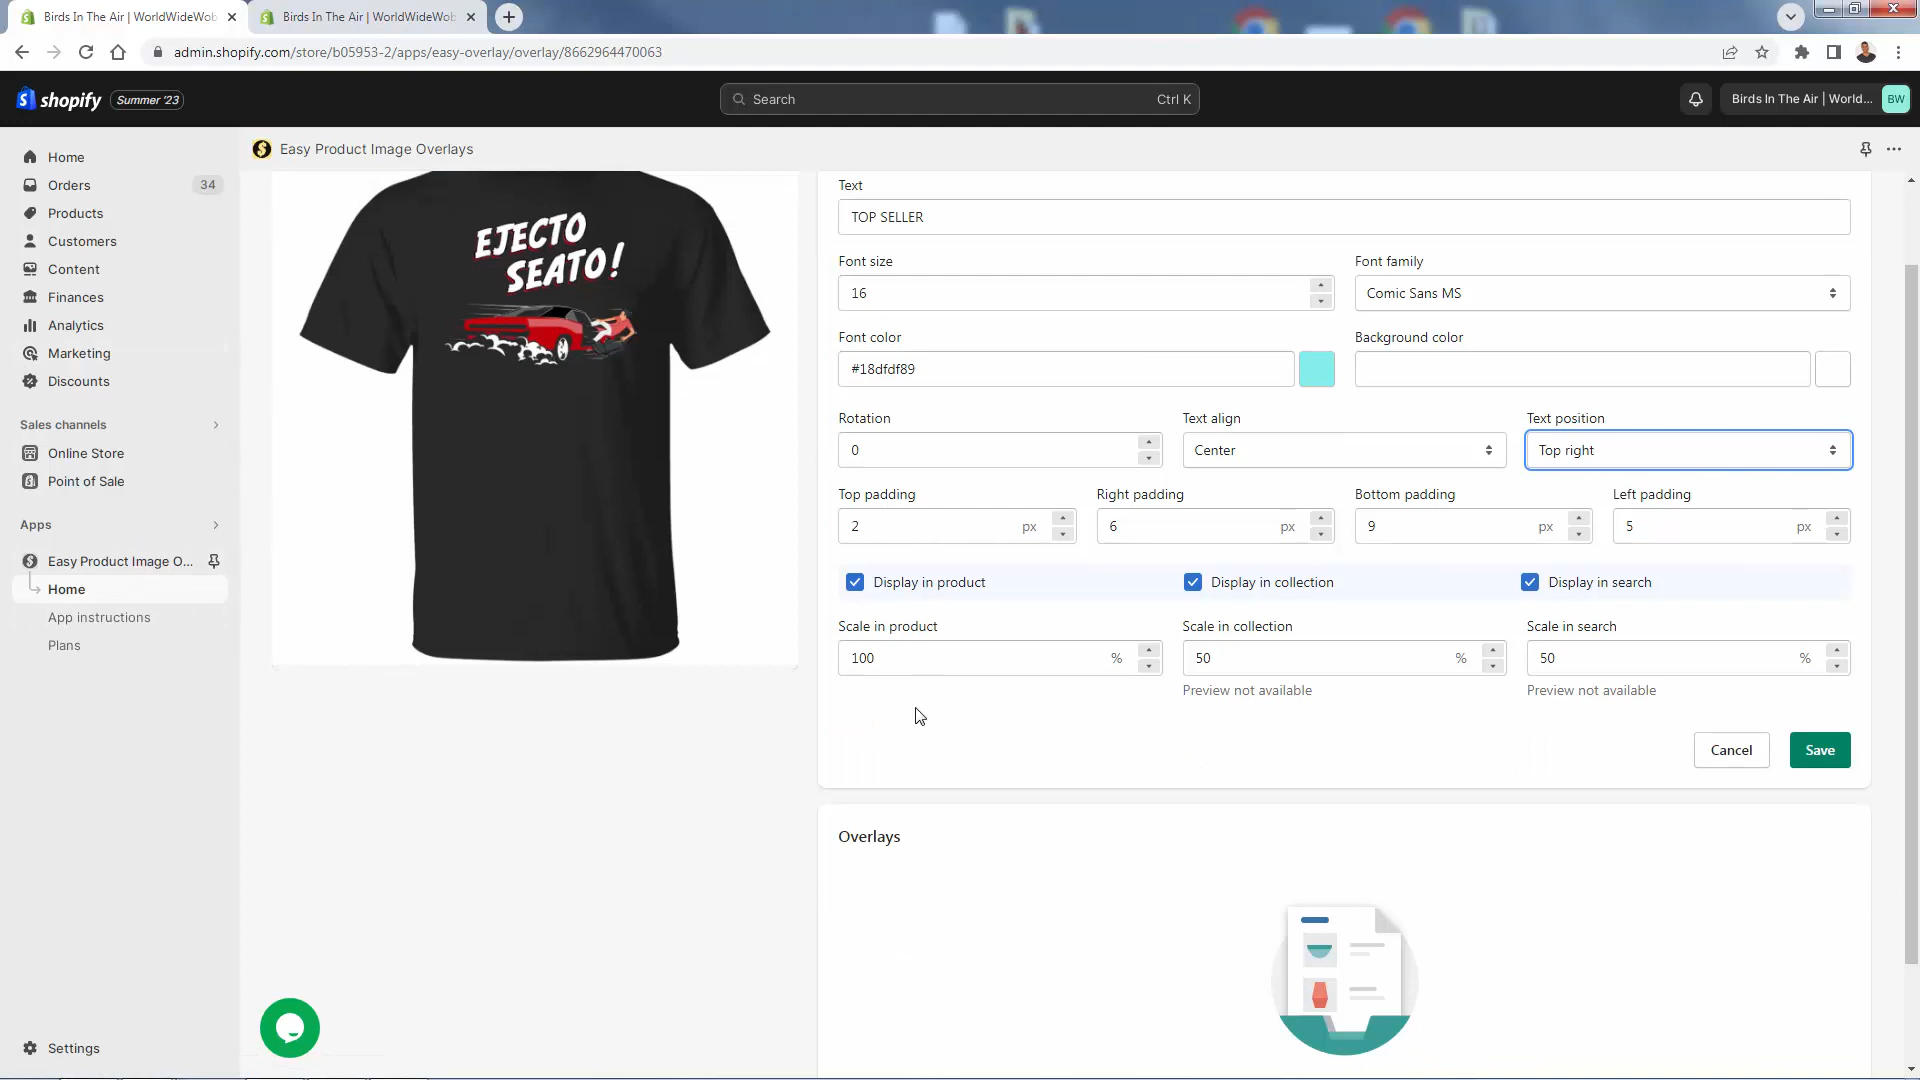 Birds In The Air | WorldWideWob
Birds In The Air | WorldWideWob
admin.shopify.com/store/b05953-2/apps/easy-overlay/overlay/8662964470063
shopify
Summer '23
Search
Ctrl K
Birds In The Air | World...
BW
Home
Orders
34
Products
Customers
Content
Finances
Analytics
Marketing
Discounts
Sales channels
Online Store
Point of Sale
Apps
Easy Product Image O...
Home
App instructions
Plans
Settings
Easy Product Image Overlays
EJECTO
SEATO!
Text
TOP SELLER
Font size
Font family
16
Comic Sans MS
Font color
Background color
#18dfdf89
Rotation
Text align
Text position
0
Center
Top right
Top padding
Right padding
Bottom padding
Left padding
2 px
6 px
9 px
5 px
Display in product
Display in collection
Display in search
Scale in product
Scale in collection
Scale in search
100 %
50 %
50 %
Preview not available
Preview not available
Cancel
Save
Overlays